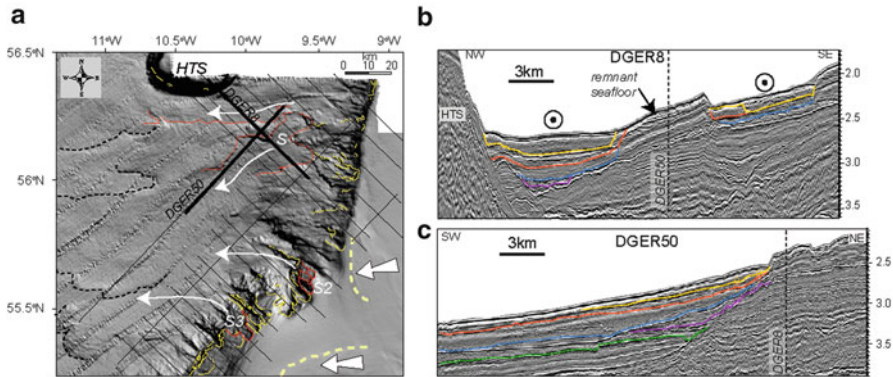 a
11°W 10°W 9.5°W 9°W
km
0 10 20
56.5°N
HTS
DGER8
S
56°N
DGER50
55.5°N
S2
S3
b
NW DGER8 SE
3km
remnant
seafloor
HTS
DGER50
2.0
2.5
3.0
3.5
c
SW DGER50 NE
3km
DGER8
2.5
3.0
3.5